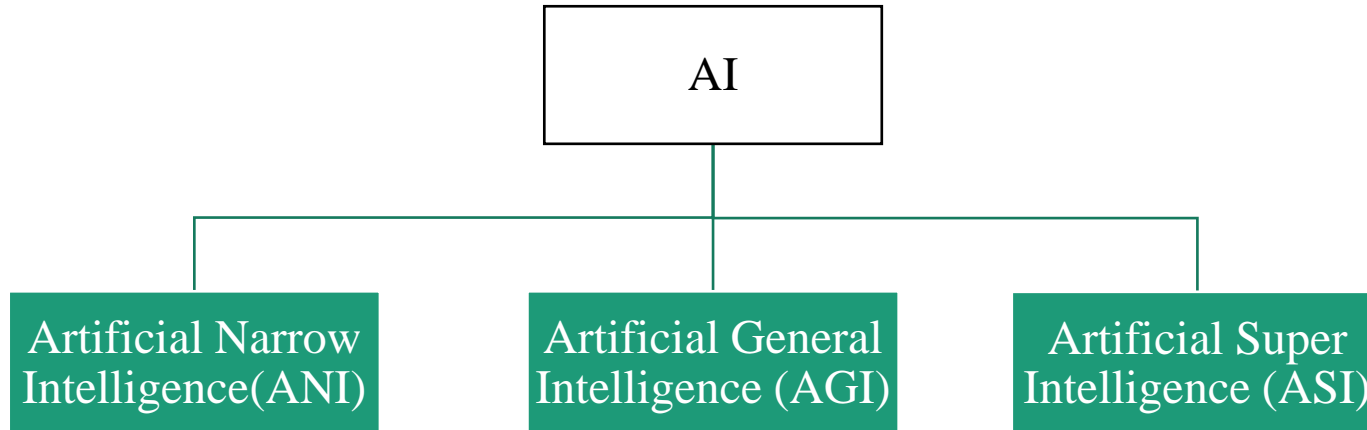 AI
Artificial Narrow
Intelligence(ANI)
Artificial General
Intelligence (AGI)
Artificial Super
Intelligence (ASI)